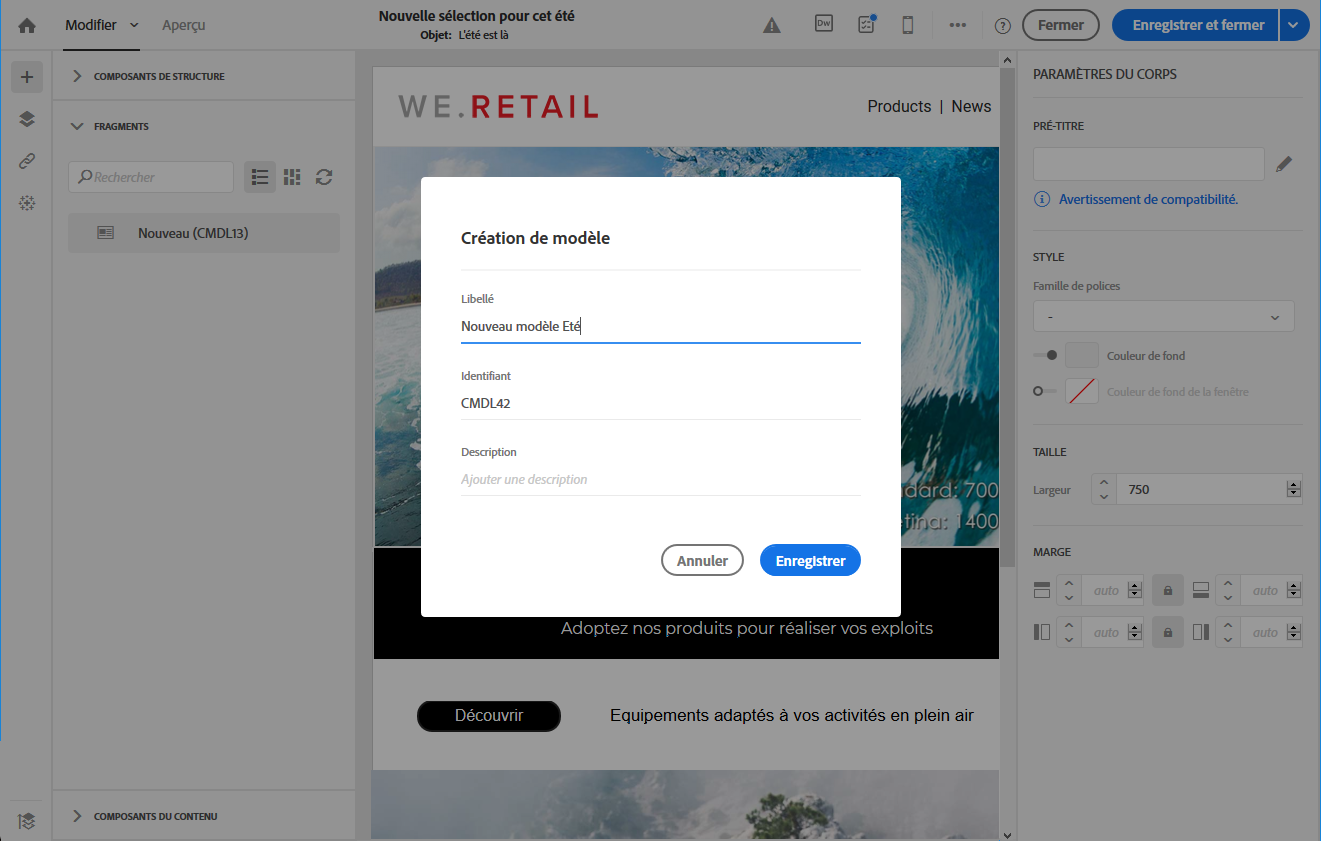 Modifier
Aperçu
Nouvelle sélection pour cet été
Objet: L'été est là
Dw
Fermer
Enregistrer et fermer
COMPOSANTS DE STRUCTURE
FRAGMENTS
Rechercher
Nouveau (CMDL13)
COMPOSANTS DU CONTENU
WE.RETAIL
Products | News
Création de modèle
Libellé
Nouveau modèle Eté
Identifiant
CMDL42
Description
Ajouter une description
Annuler
Enregistrer
dard: 700
tina: 1400
Adoptez nos produits pour réaliser vos exploits
Découvrir
Equipements adaptés à vos activités en plein air
PARAMÈTRES DU CORPS
PRÉ-TITRE
Avertissement de compatibilité.
STYLE
Famille de polices
-
Couleur de fond
Couleur de fond de la fenêtre
TAILLE
Largeur
750
MARGE
auto
auto
auto
auto